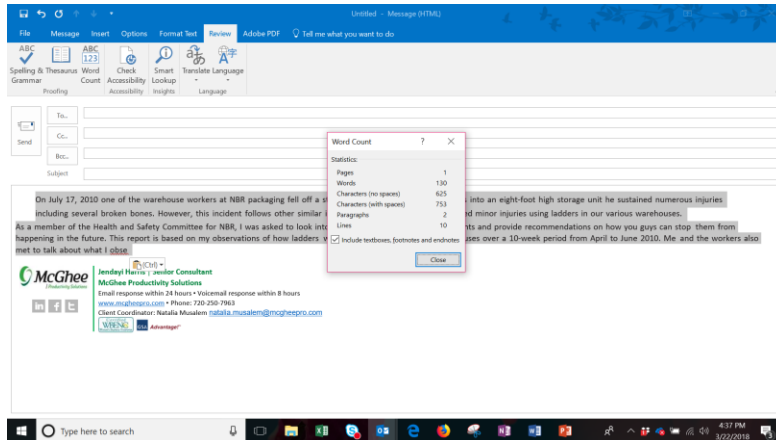 Untitled - Message (HTML)
File Message Insert Options Format Text Review Adobe PDF Tell me what you want to do
ABC ABC 123
Spelling & Grammar Thesaurus Word Count Check Accessibility Smart Lookup Translate Language
Proofing Accessibility Insights Language
Send
To...
Cc...
Bcc...
Subject
Word Count ? ×
Statistics:
Pages 1
Words 130
Characters (no spaces) 625
Characters (with spaces) 753
Paragraphs 2
Lines 10
Include textboxes, footnotes and endnotes
Close
On July 17, 2010 one of the warehouse workers at NBR packaging fell off a st into an eight-foot high storage unit he sustained numerous injuries
including several broken bones. However, this incident follows other similar i ed minor injuries using ladders in our various warehouses.
As a member of the Health and Safety Committee for NBR, I was asked to look into ts and provide recommendations on how you guys can stop them from
happening in the future. This report is based on my observations of how ladders w uses over a 10-week period from April to June 2010. Me and the workers also
met to talk about what I obse
(Ctrl)
McGhee
Productivity Solutions
Jendayi Harris | Senior Consultant
McGhee Productivity Solutions
Email response within 24 hours • Voicemail response within 8 hours
www.mcgheepro.com • Phone: 720-250-7963
Client Coordinator: Natalia Musalem natalia.musalem@mcgheepro.com
WBENC Advantage!
Type here to search
4:37 PM
3/22/2018